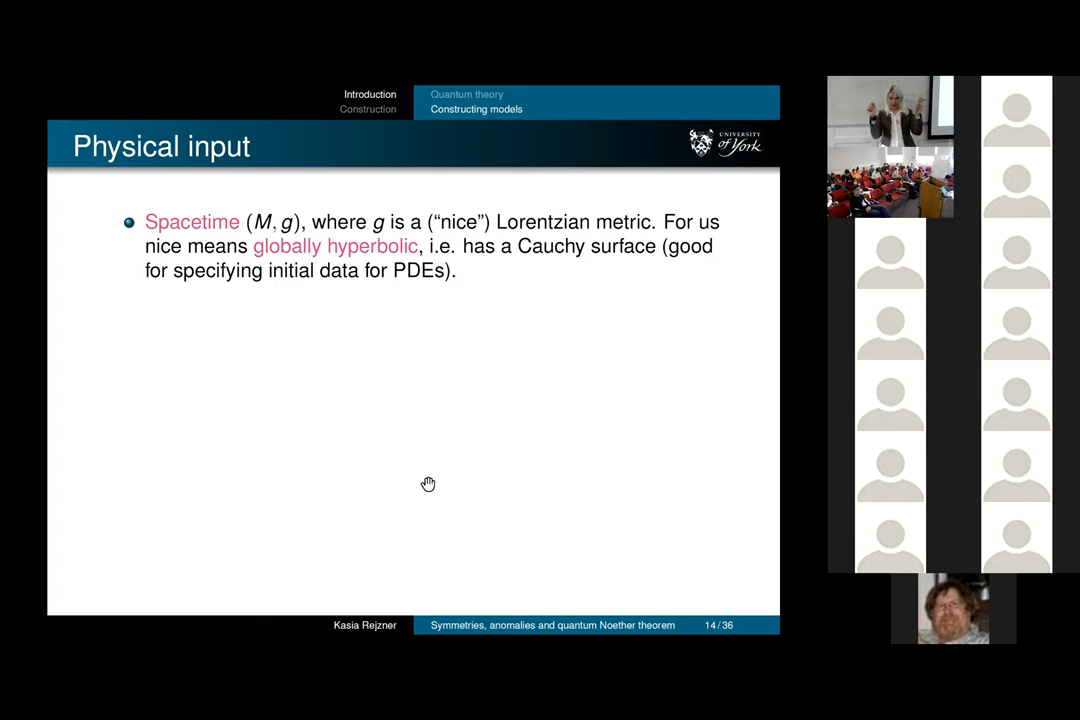 Introduction
Construction
Quantum theory
Constructing models
Physical input
UNIVERSITY
of York
Spacetime (M, g), where g is a (“nice”) Lorentzian metric. For us
nice means globally hyperbolic, i.e. has a Cauchy surface (good
for specifying initial data for PDEs).
Kasia Rejzner
Symmetries, anomalies and quantum Noether theorem
14/36